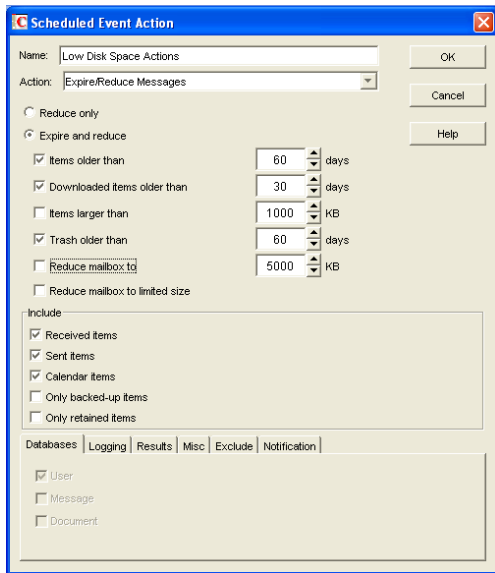 Scheduled Event Action
Name: Low Disk Space Actions
OK
Action: Expire/Reduce Messages
Cancel
Reduce only
Expire and reduce
Help
Items older than 60 days
Downloaded items older than 30 days
Items larger than 1000 KB
Trash older than 60 days
Reduce mailbox to 5000 KB
Reduce mailbox to limited size
Include
Received items
Sent items
Calendar items
Only backed-up items
Only retained items
Databases Logging Results Misc Exclude Notification
User
Message
Document